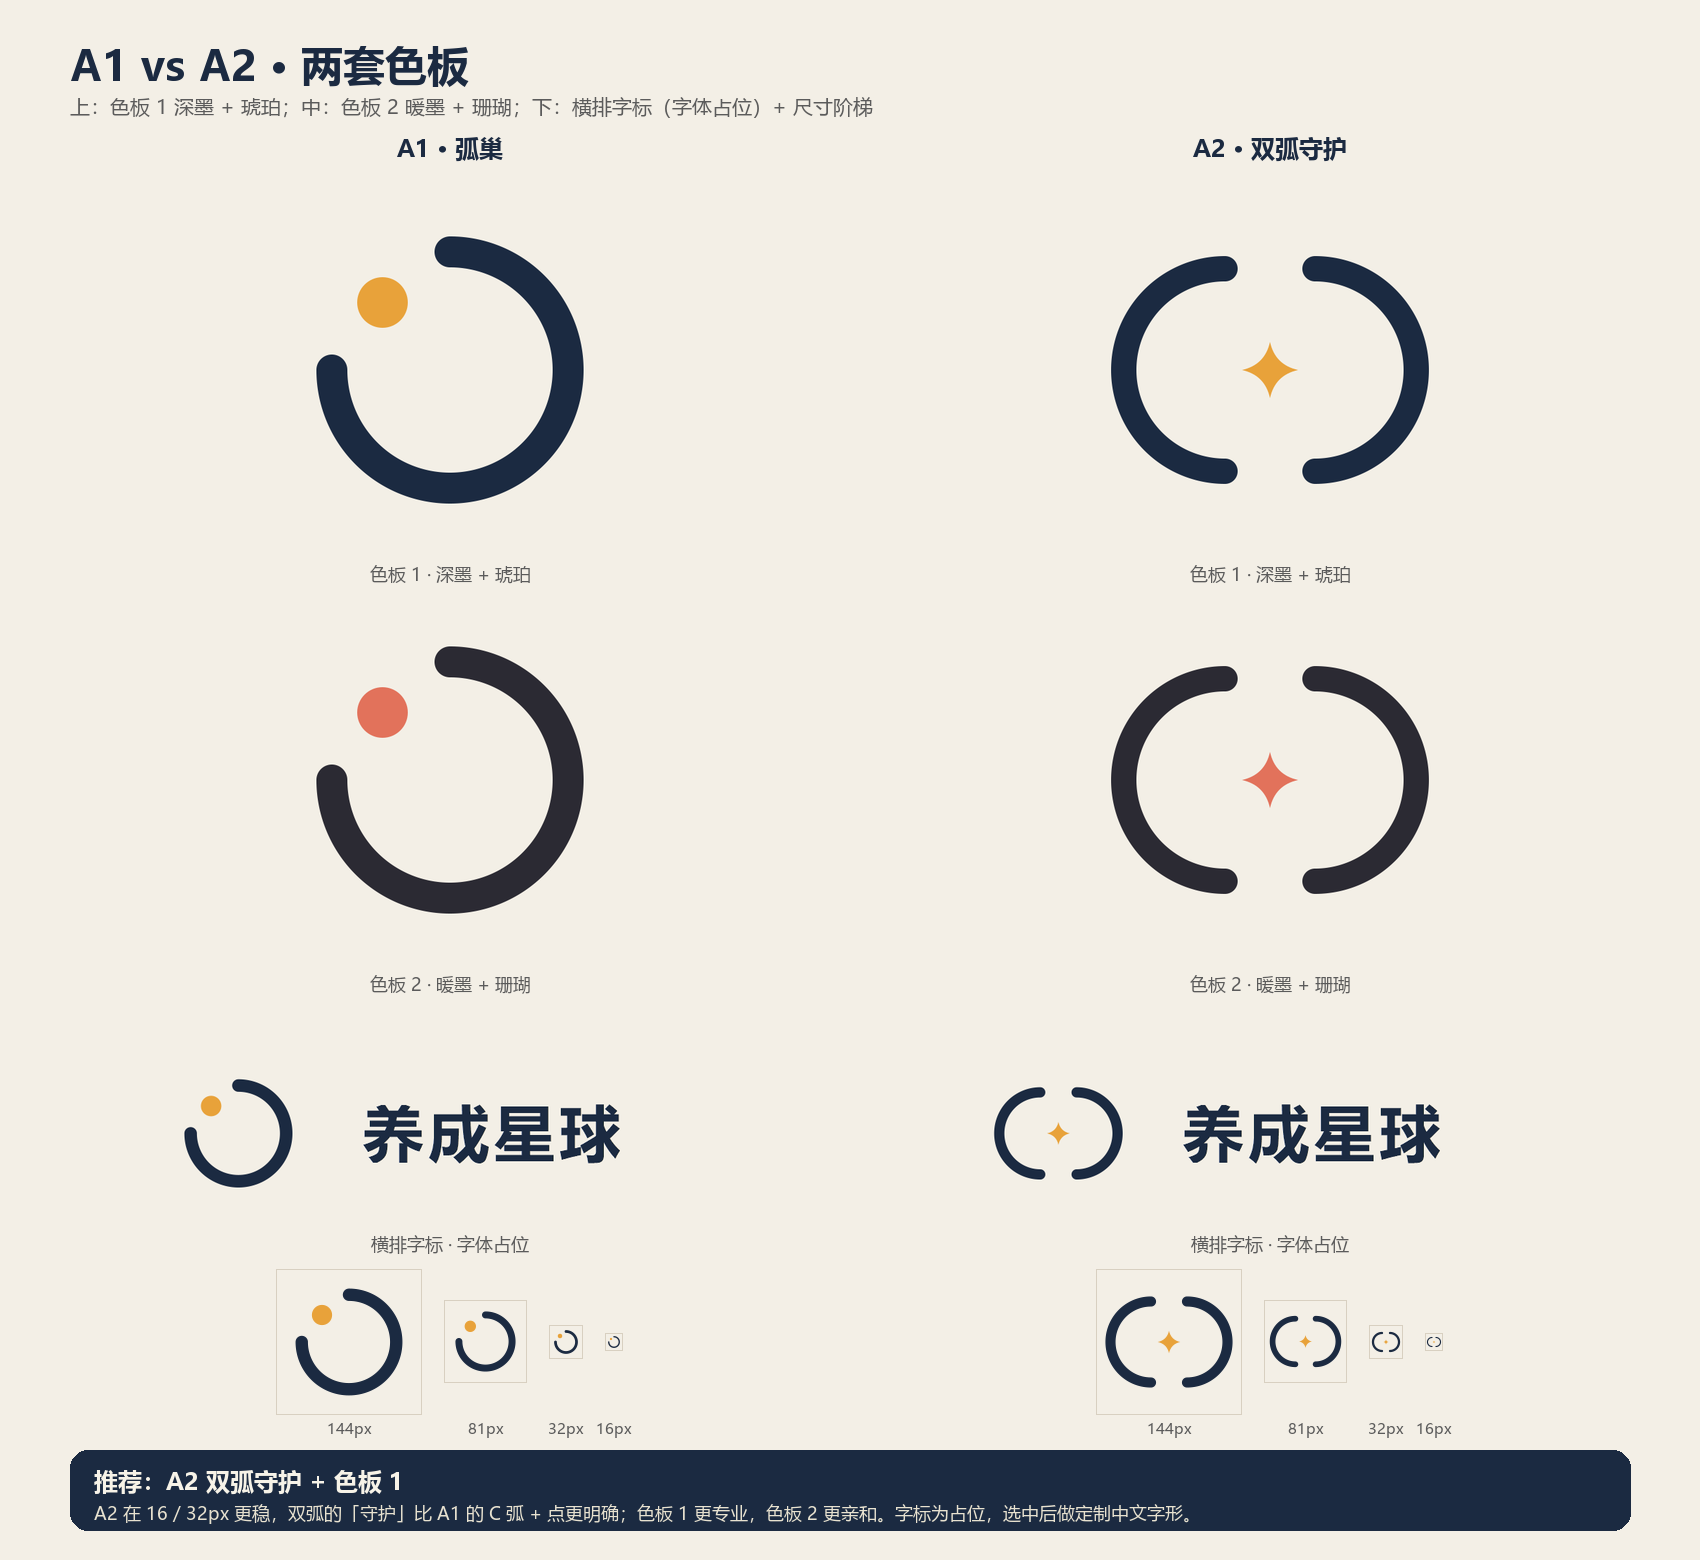 A1 vs A2 • 两套色板
上：色板 1 深墨 + 琥珀；中：色板 2 暖墨 + 珊瑚；下：横排字标（字体占位）+ 尺寸阶梯
A1 • 弧巢
A2 • 双弧守护
色板 1 · 深墨 + 琥珀
色板 1 · 深墨 + 琥珀
色板 2 · 暖墨 + 珊瑚
色板 2 · 暖墨 + 珊瑚
养成星球
养成星球
横排字标 · 字体占位
横排字标 · 字体占位
144px 81px 32px 16px
144px 81px 32px 16px
推荐：A2 双弧守护 + 色板 1
A2 在 16 / 32px 更稳，双弧的「守护」比 A1 的 C 弧 + 点更明确；色板 1 更专业，色板 2 更亲和。字标为占位，选中后做定制中文字形。